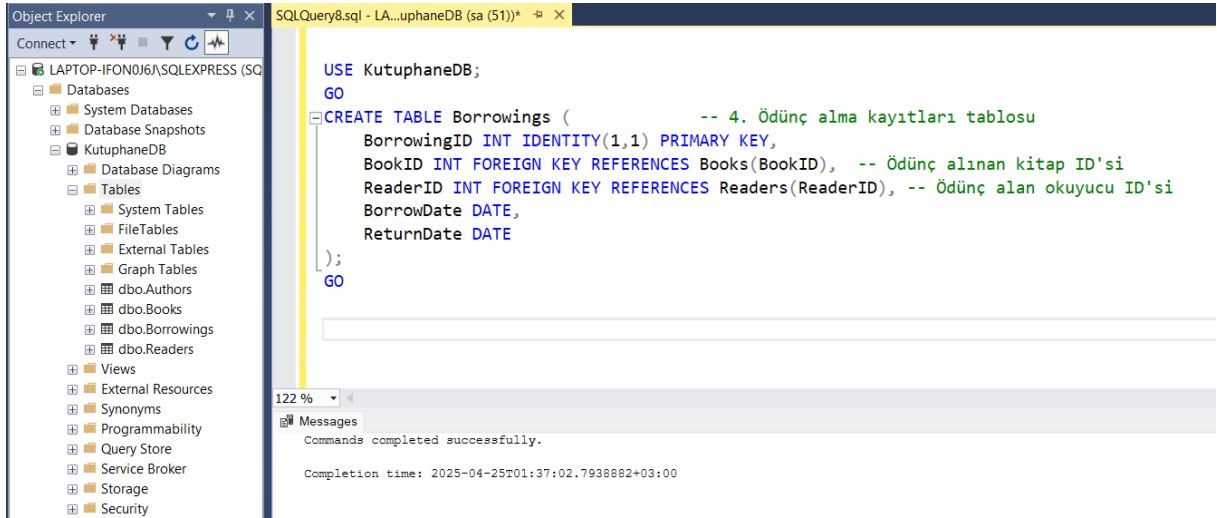 Object Explorer
Connect
LAPTOP-IFON0J6J\SQLEXPRESS (SQ
Databases
System Databases
Database Snapshots
KutuphaneDB
Database Diagrams
Tables
System Tables
FileTables
External Tables
Graph Tables
dbo.Authors
dbo.Books
dbo.Borrowings
dbo.Readers
Views
External Resources
Synonyms
Programmability
Query Store
Service Broker
Storage
Security
SQLQuery8.sql - LA...uphaneDB (sa (51))*
USE KutuphaneDB;
GO
CREATE TABLE Borrowings ( -- 4. Ödünç alma kayıtları tablosu
BorrowingID INT IDENTITY(1,1) PRIMARY KEY,
BookID INT FOREIGN KEY REFERENCES Books(BookID), -- Ödünç alınan kitap ID'si
ReaderID INT FOREIGN KEY REFERENCES Readers(ReaderID), -- Ödünç alan okuyucu ID'si
BorrowDate DATE,
ReturnDate DATE
);
GO
122 %
Messages
Commands completed successfully.
Completion time: 2025-04-25T01:37:02.7938882+03:00